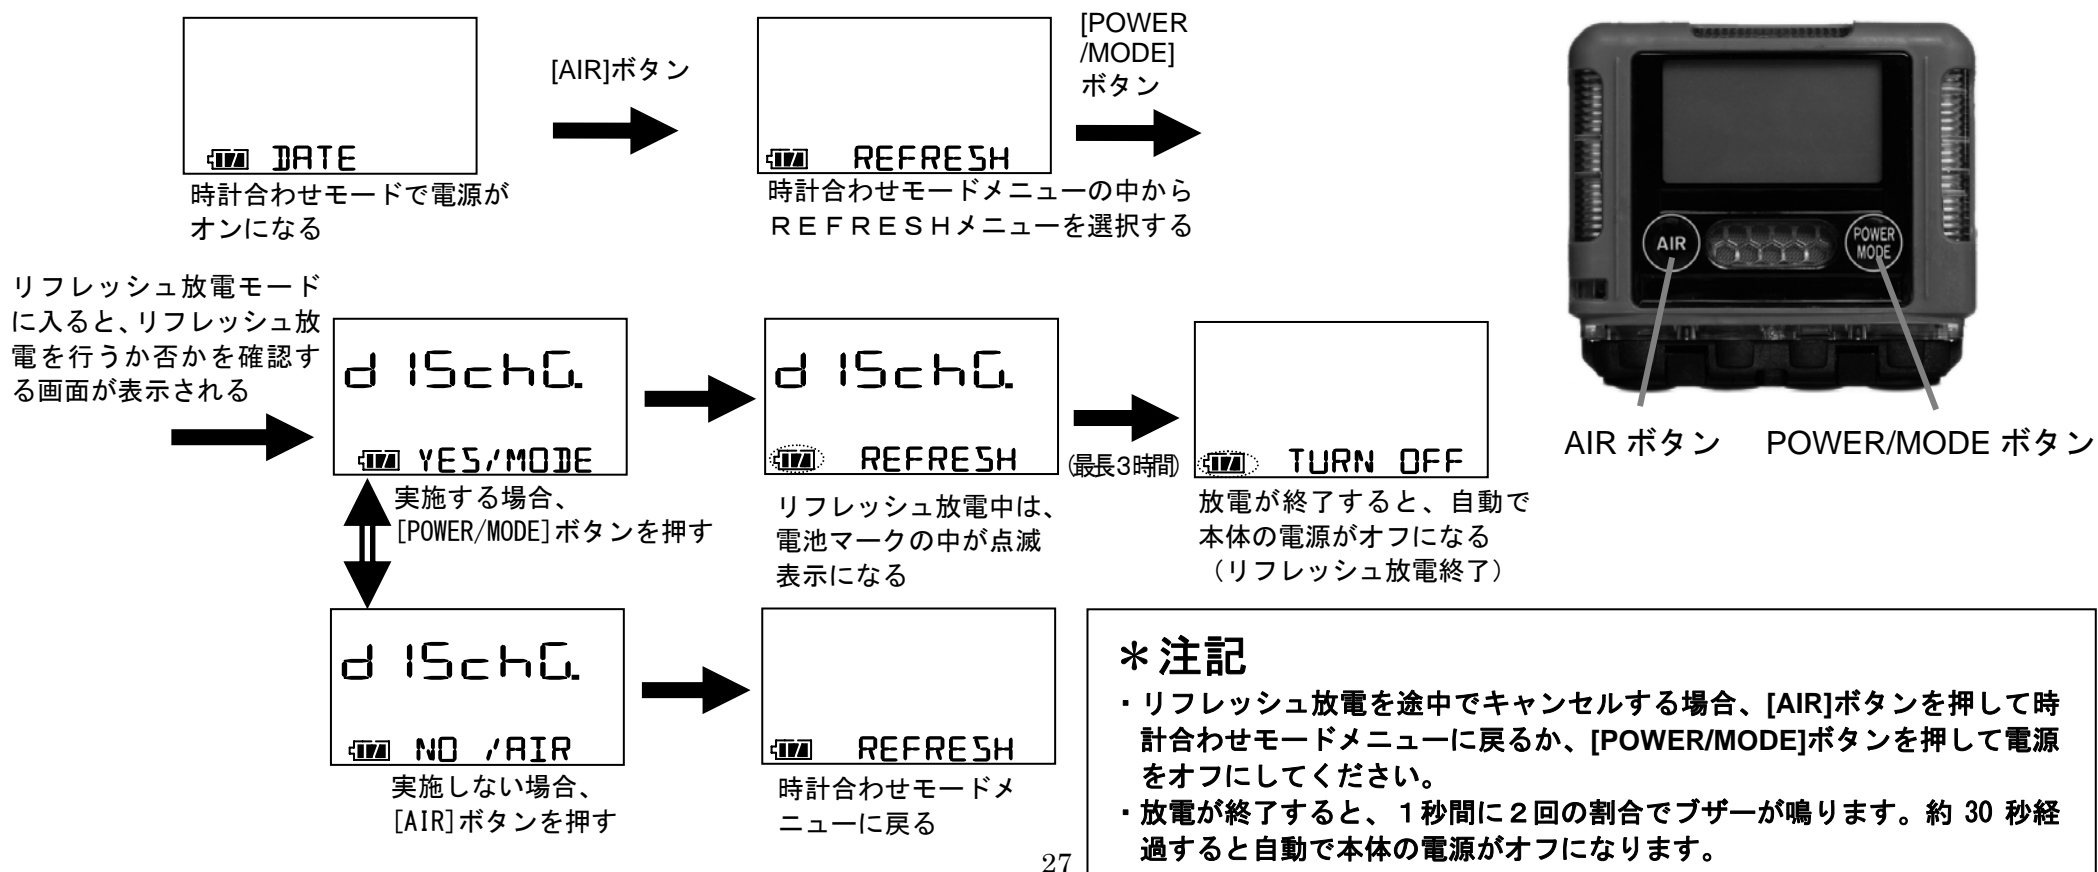 [AIR]ボタン
[POWER
/MODE]
ボタン
DATE
REFRESH
時計合わせモードで電源が
オンになる
時計合わせモードメニューの中から
ＲＥＦＲＥＳＨメニューを選択する
AIR
POWER
MODE
AIR ボタン
POWER/MODE ボタン
リフレッシュ放電モード
に入ると、リフレッシュ放
電を行うか否かを確認す
る画面が表示される
dISchG.
YES/MODE
実施する場合、
[POWER/MODE]ボタンを押す
dISchG.
REFRESH
リフレッシュ放電中は、
電池マークの中が点滅
表示になる
(最長3時間)
TURN OFF
放電が終了すると、自動で
本体の電源がオフになる
（リフレッシュ放電終了）
dISchG.
NO /AIR
実施しない場合、
[AIR]ボタンを押す
REFRESH
時計合わせモードメ
ニューに戻る
＊注記
・リフレッシュ放電を途中でキャンセルする場合、[AIR]ボタンを押して時
計合わせモードメニューに戻るか、[POWER/MODE]ボタンを押して電源
をオフにしてください。
・放電が終了すると、１秒間に２回の割合でブザーが鳴ります。約 30 秒経
過すると自動で本体の電源がオフになります。
27